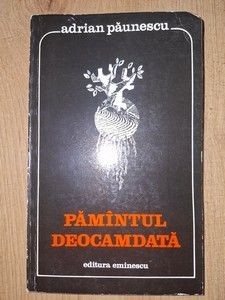 adrian păunescu
PĂMÎNTUL
DEOCAMDATĂ
editura eminescu